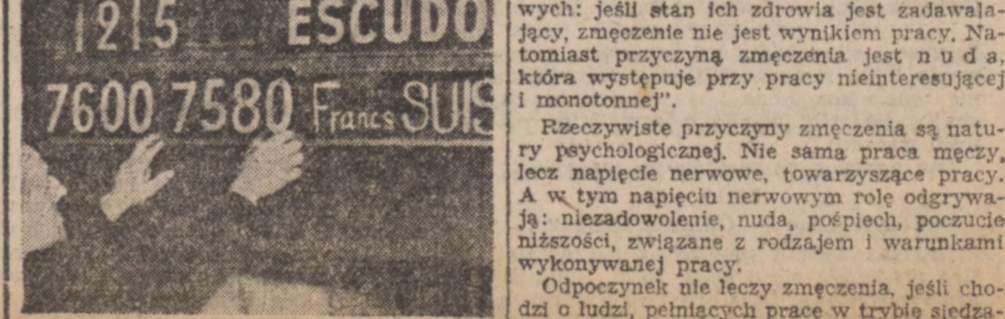 1215 ESCUDO
7600 7580 Francs SUIS
wych: jeśli stan ich zdrowia jest zadawala-
jący, zmęczenie nie jest wynikiem pracy. Na-
tomiast przyczyną zmęczenia jest n u d a,
która występuje przy pracy nieinteresującej
i monotonnej".
Rzeczywiste przyczyny zmęczenia są natu-
ry psychologicznej. Nie sama praca męczy,
lecz napięcie nerwowe, towarzyszące pracy.
A w tym napięciu nerwowym rolę odgrywa-
ją: niezadowolenie, nuda, pośpiech, poczucie
niższości, związane z rodzajem i warunkami
wykonywanej pracy.
Odpoczynek nie leczy zmęczenia, jeśli cho-
dzi o ludzi, pełniących pracę w trybie siedzą-